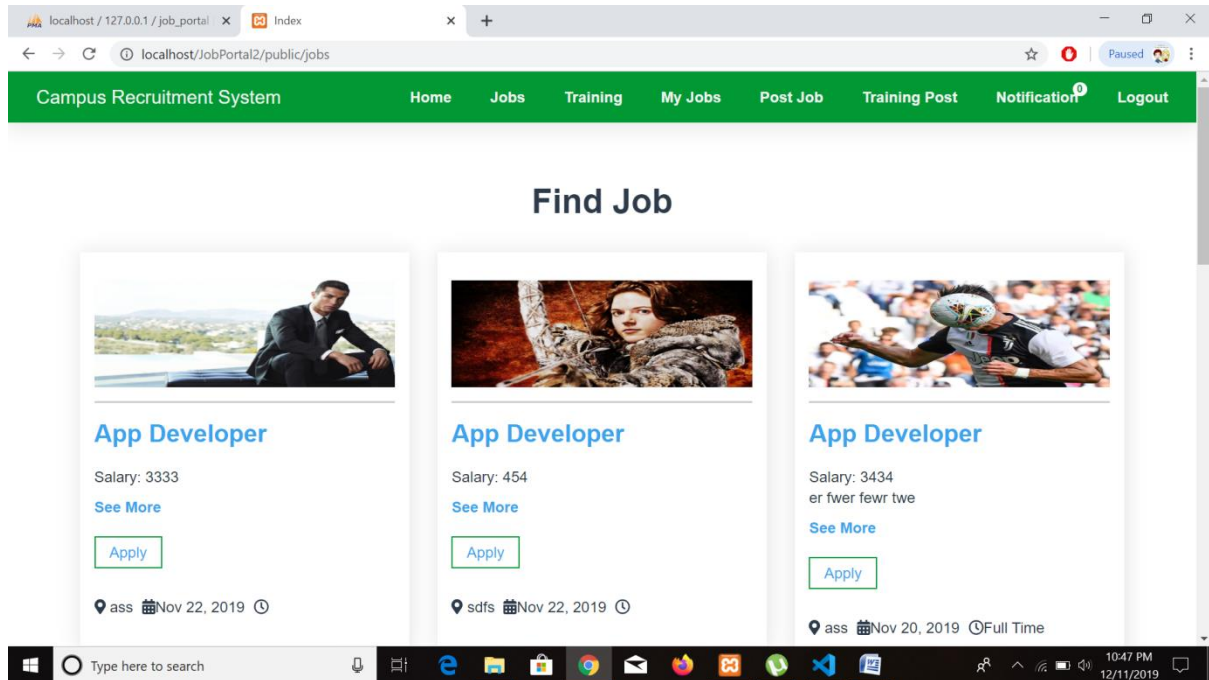 localhost / 127.0.0.1 / job_portal
Index
localhost/JobPortal2/public/jobs
Paused
Campus Recruitment System
Home
Jobs
Training
My Jobs
Post Job
Training Post
Notification
0
Logout
Find Job
App Developer
Salary: 3333
See More
Apply
ass Nov 22, 2019
App Developer
Salary: 454
See More
Apply
sdfs Nov 22, 2019
App Developer
Salary: 3434
er fwer fewr twe
See More
Apply
ass Nov 20, 2019 Full Time
Type here to search
10:47 PM
12/11/2019